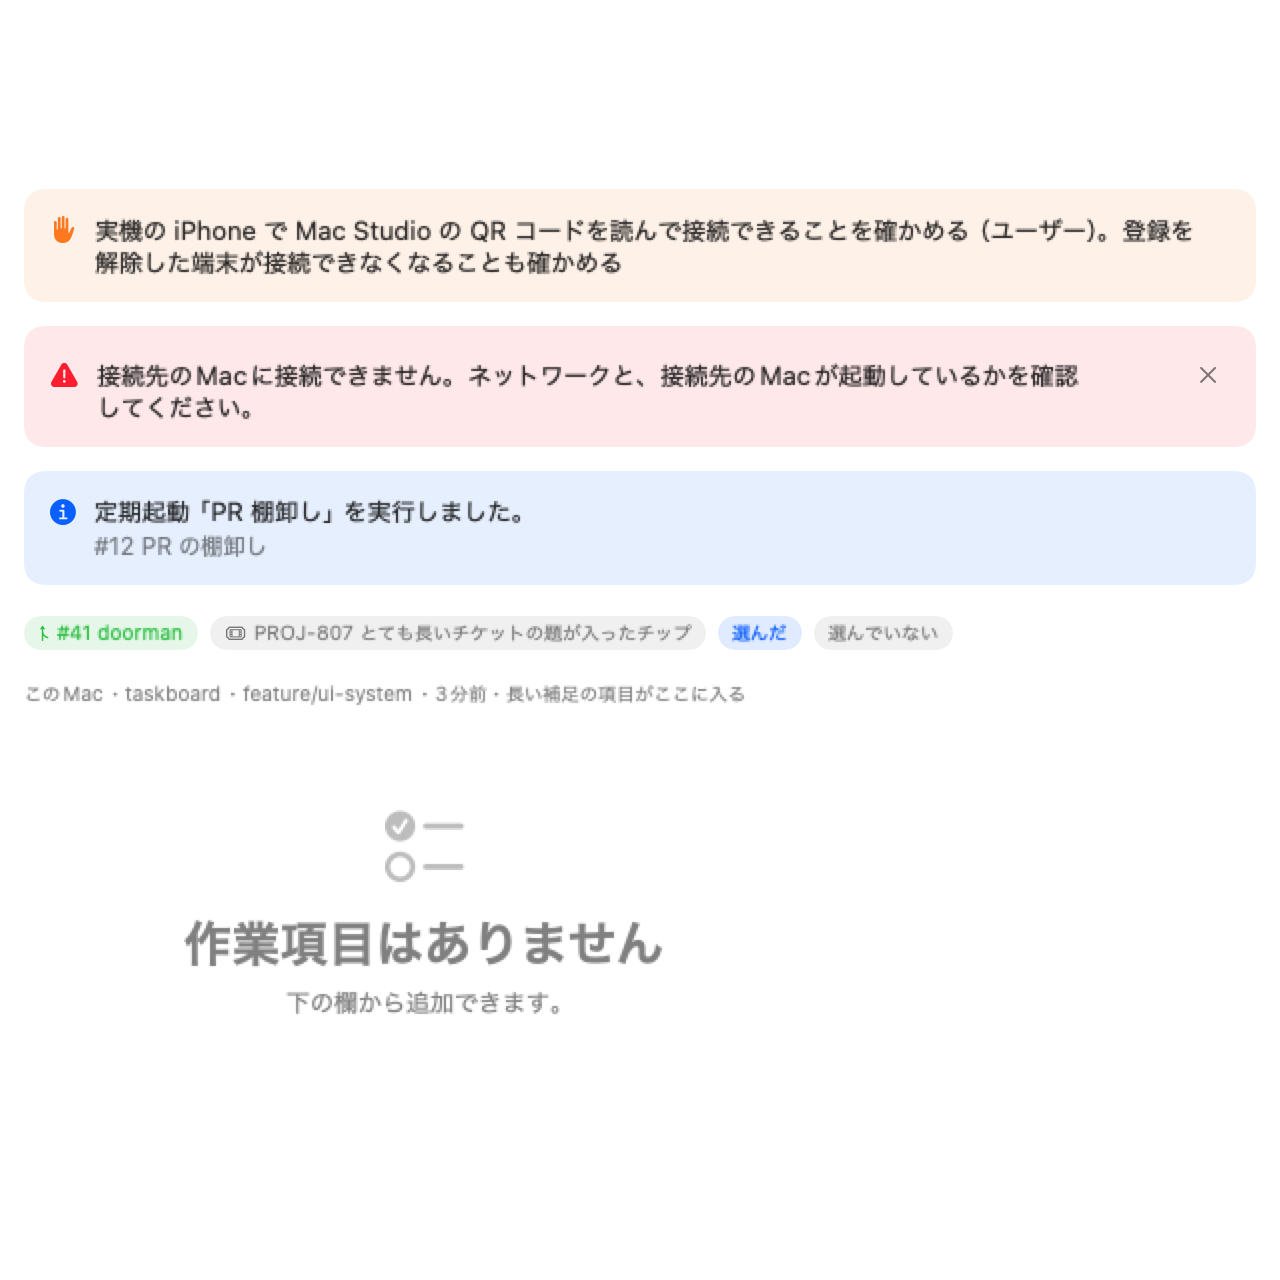 実機の iPhone で Mac Studio の QR コードを読んで接続できることを確かめる（ユーザー）。登録を
解除した端末が接続できなくなることも確かめる
接続先のMacに接続できません。ネットワークと、接続先のMacが起動しているかを確認
してください。
定期起動「PR 棚卸し」を実行しました。
#12 PR の棚卸し
#41 doorman
PROJ-807 とても長いチケットの題が入ったチップ
選んだ
選んでいない
このMac・taskboard・feature/ui-system・3分前・長い補足の項目がここに入る
作業項目はありません
下の欄から追加できます。